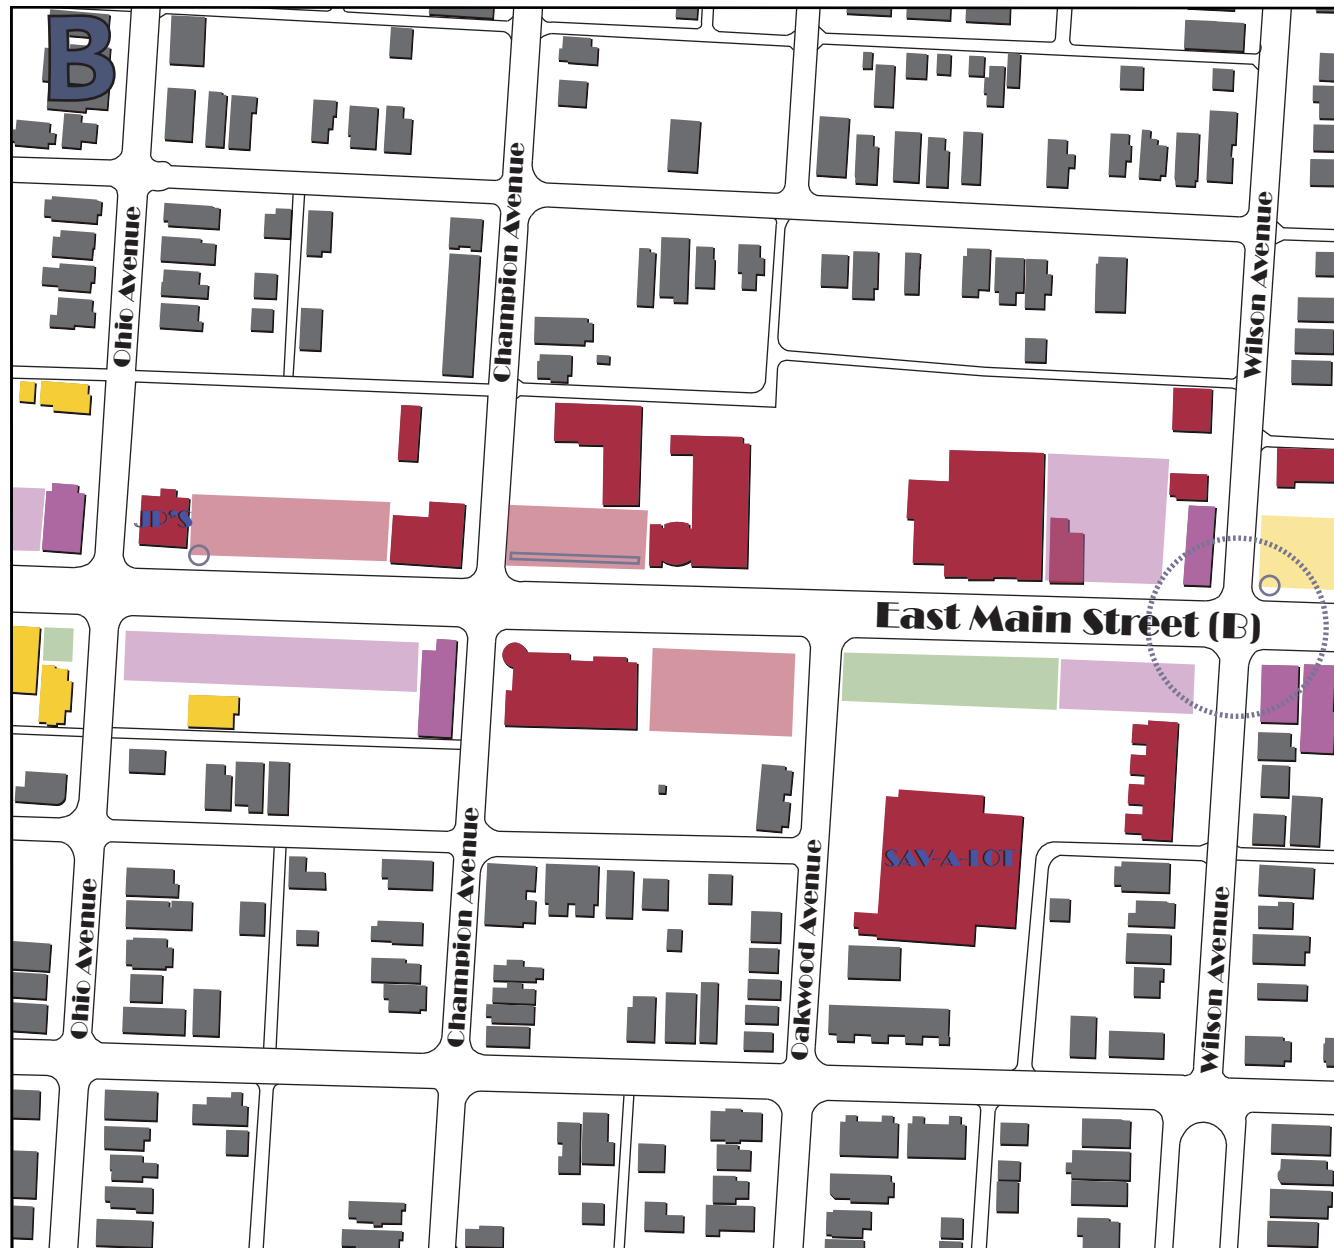 B
Ohio Avenue
Champion Avenue
Wilson Avenue
JP'S
East Main Street (B)
SAV-A-LOT
Ohio Avenue
Champion Avenue
Oakwood Avenue
Wilson Avenue